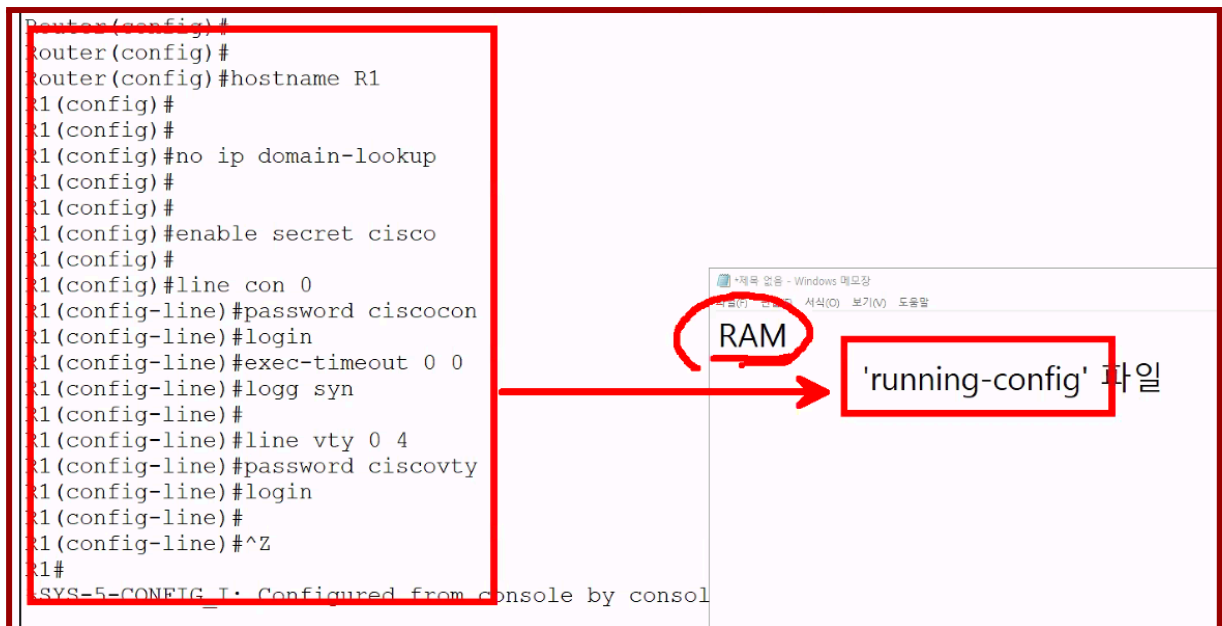 Router(config)#
Router(config)#
Router(config)#hostname R1
R1(config)#
R1(config)#
R1(config)#no ip domain-lookup
R1(config)#
R1(config)#
R1(config)#enable secret cisco
R1(config)#
R1(config)#line con 0
R1(config-line)#password ciscocon
R1(config-line)#login
R1(config-line)#exec-timeout 0 0
R1(config-line)#logg syn
R1(config-line)#
R1(config-line)#line vty 0 4
R1(config-line)#password ciscovty
R1(config-line)#login
R1(config-line)#
R1(config-line)#^Z
R1#
%SYS-5-CONFIG_I: Configured from console by consol
*제목 없음 - Windows 메모장
서식(O) 보기(V) 도움말
RAM
'running-config' 파일